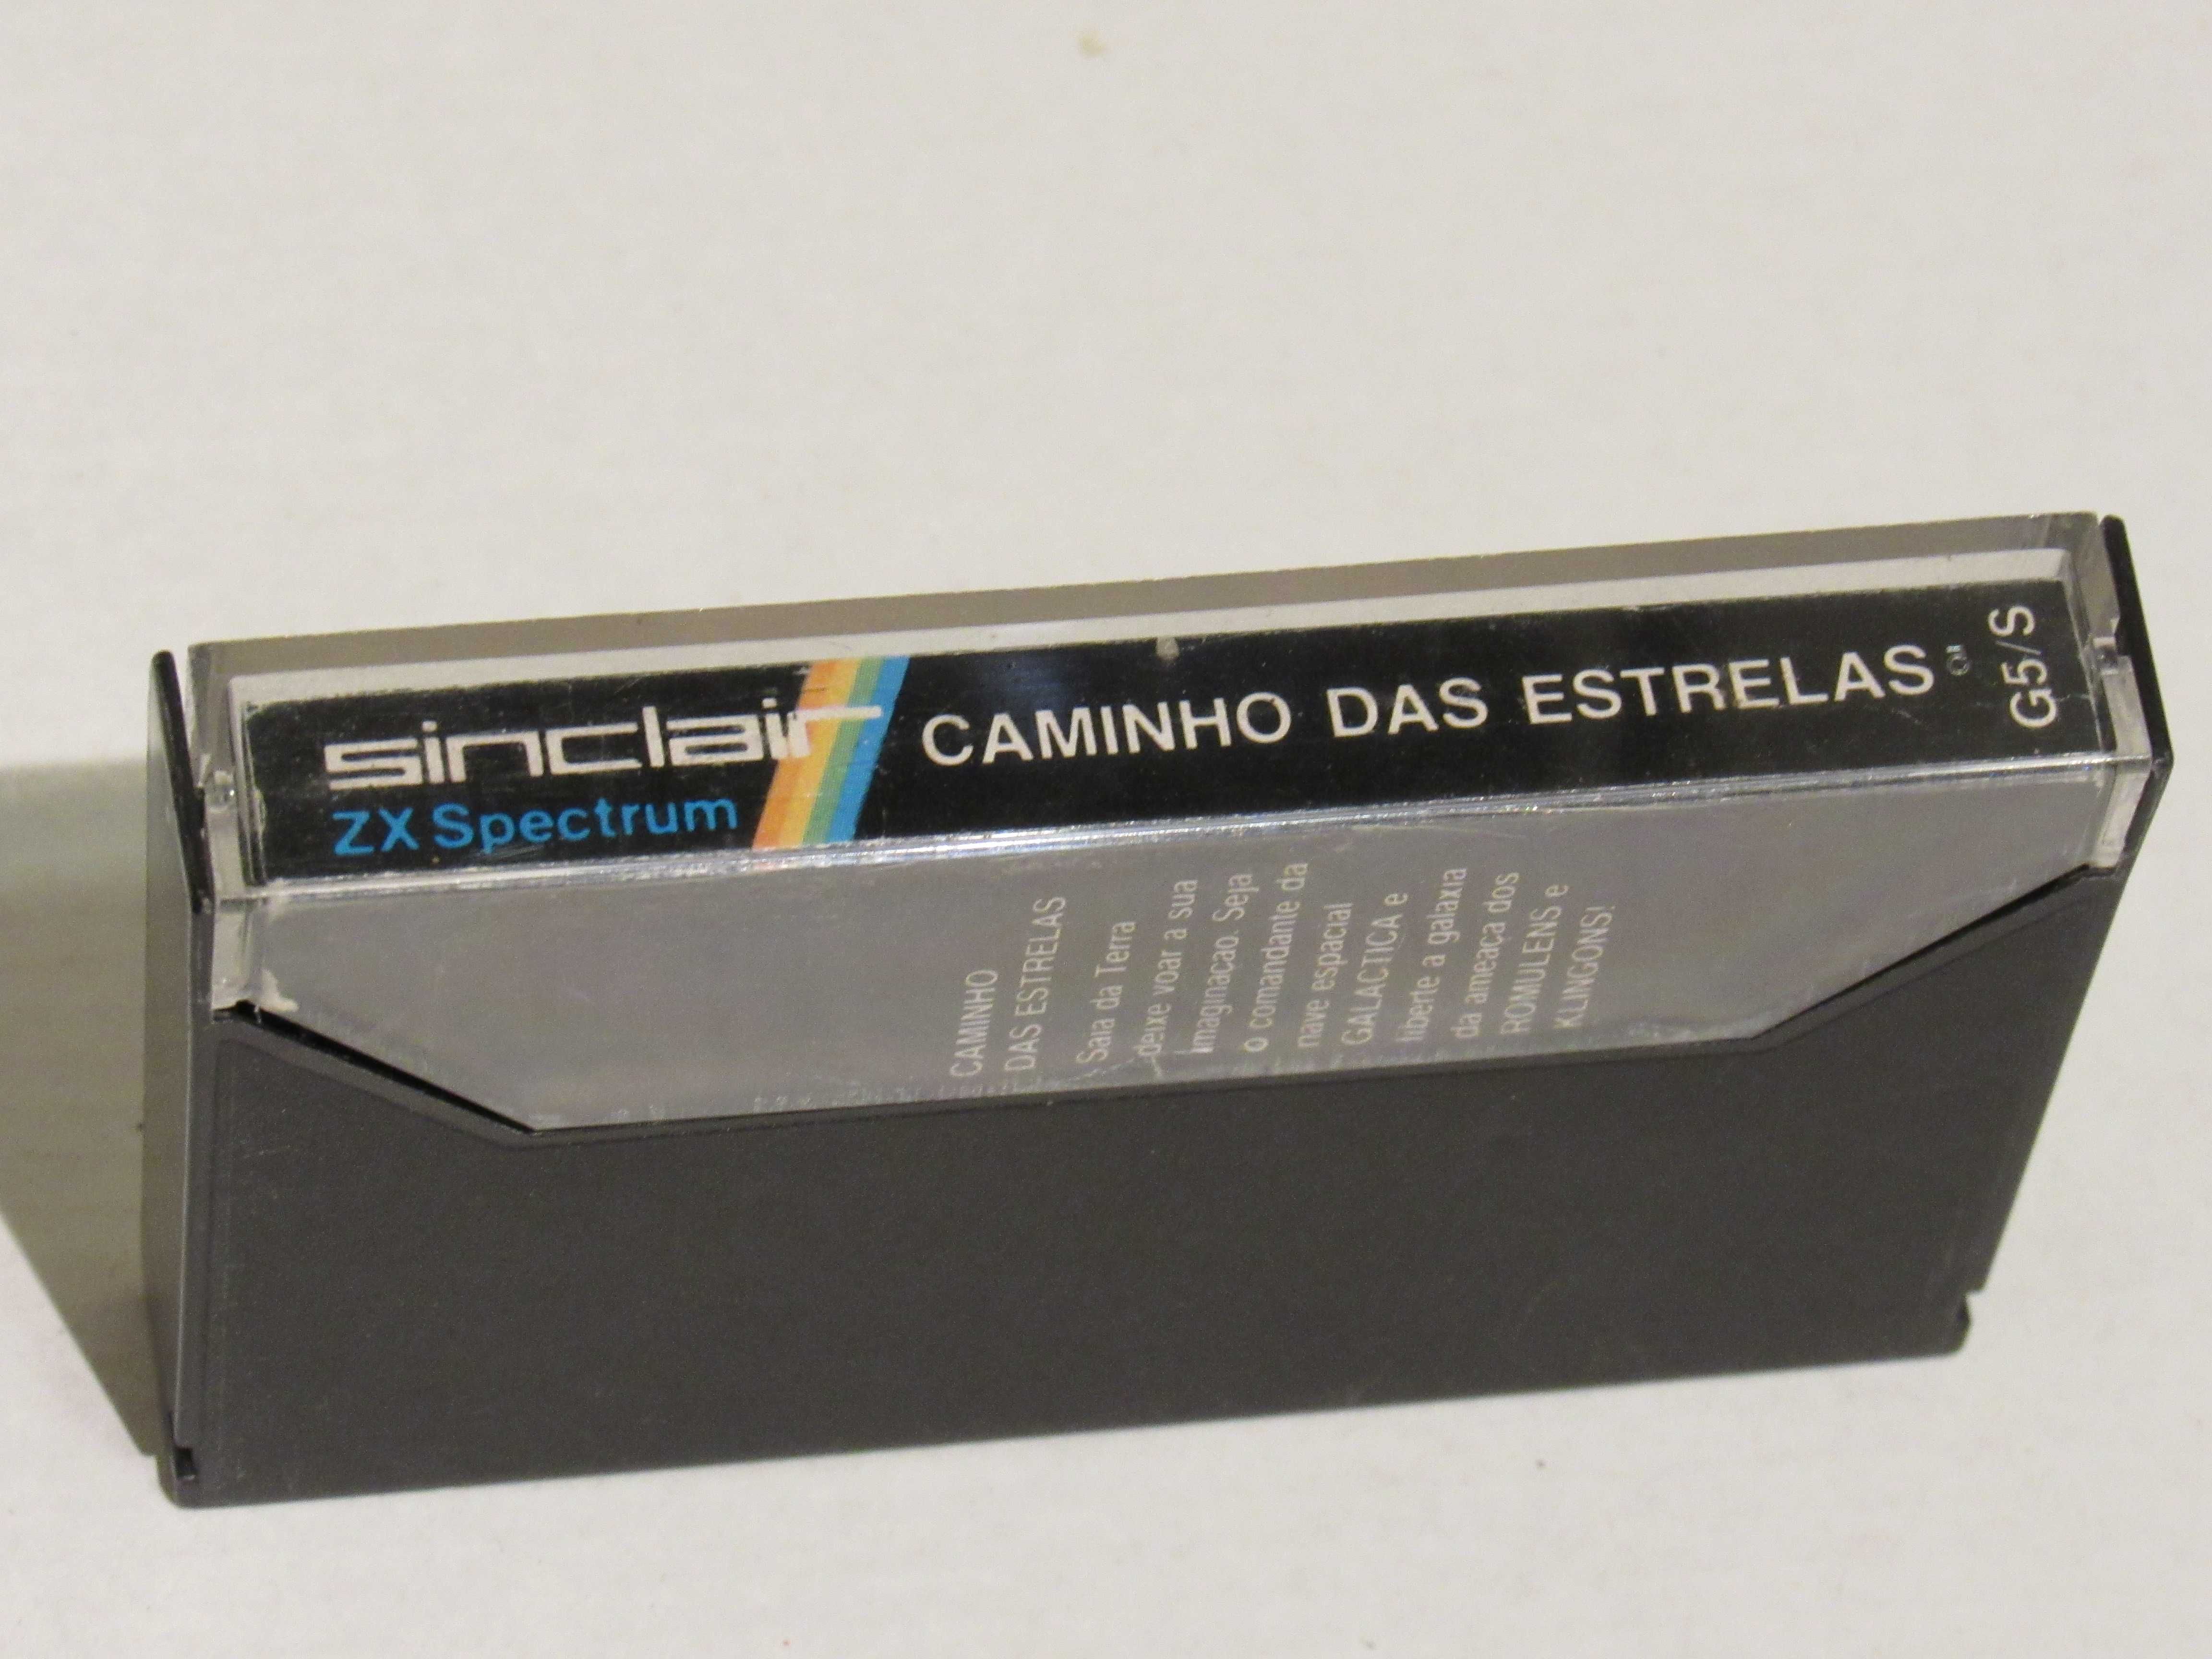 sinclair
ZX Spectrum
CAMINHO DAS ESTRELAS
G5/S
CAMINHO
DAS ESTRELAS
Saia da Terra
deixe voar a sua
imaginaçao. Seja
o comandante da
nave espacial
GALACTICA e
liberte a galaxia
da ameaça dos
ROMULENS e
KLINGONS!